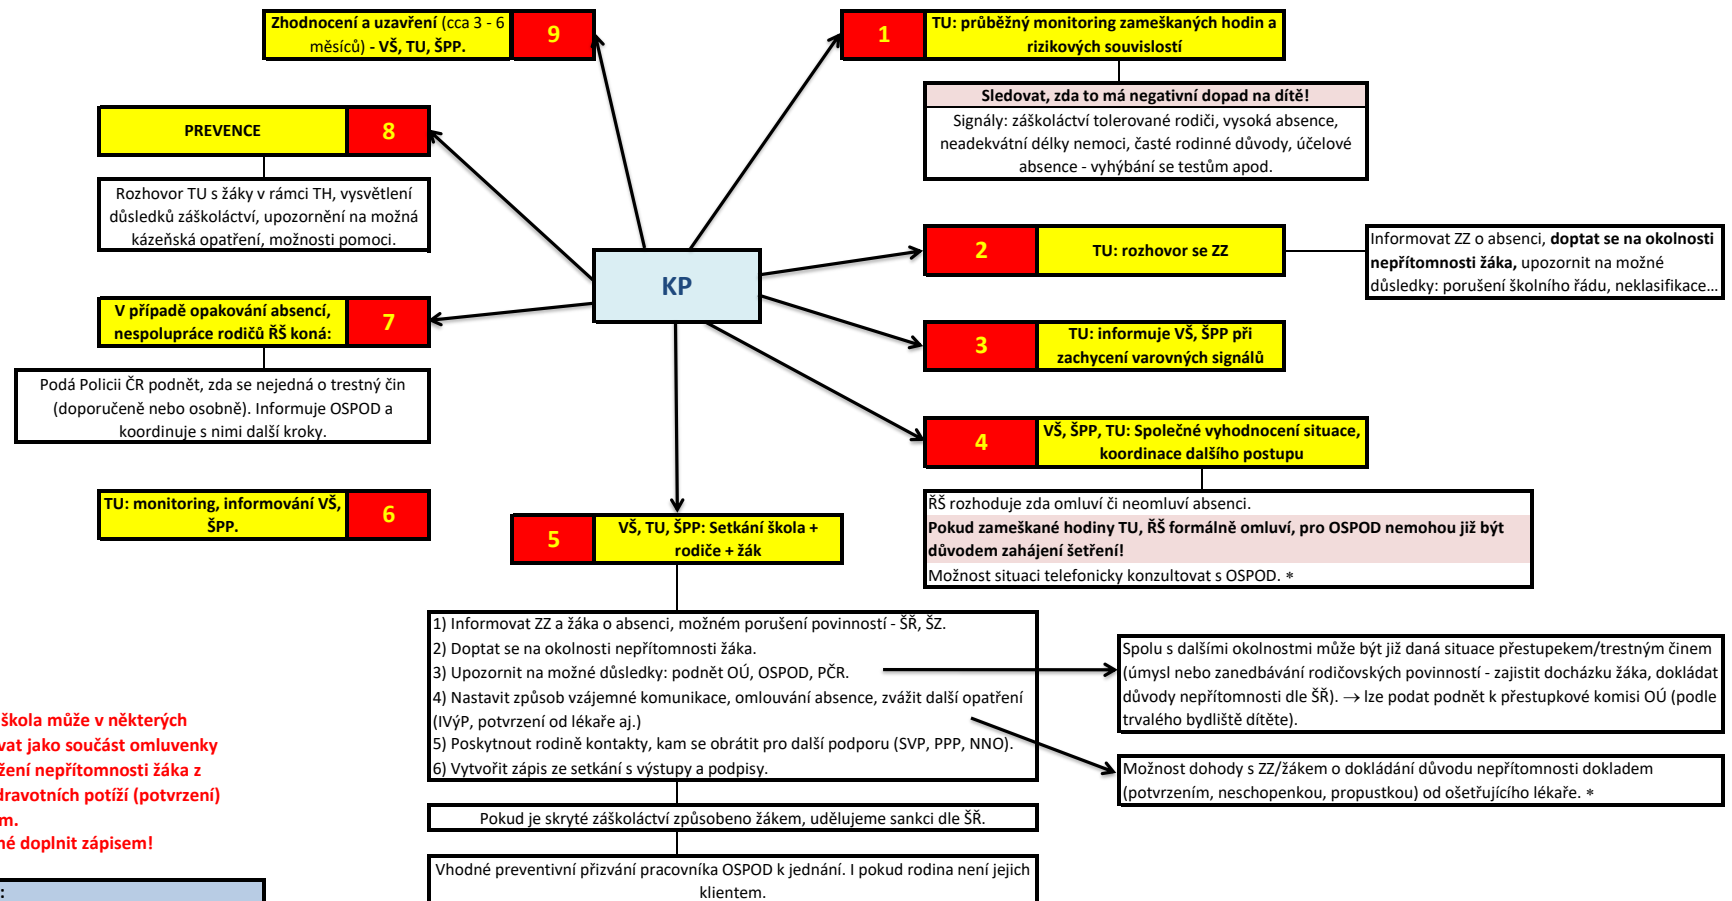 Zhodnocení a uzavření (cca 3 - 6
měsíců) - VŠ, TU, ŠPP.
9
1
TU: průběžný monitoring zameškaných hodin a
rizikových souvislostí
Sledovat, zda to má negativní dopad na dítě!
Signály: záškoláctví tolerované rodiči, vysoká absence,
neadekvátní délky nemoci, časté rodinné důvody, účelové
absence - vyhýbání se testům apod.
PREVENCE
8
Rozhovor TU s žáky v rámci TH, vysvětlení
důsledků záškoláctví, upozornění na možná
kázeňská opatření, možnosti pomoci.
KP
2
TU: rozhovor se ZZ
Informovat ZZ o absenci, doptat se na okolnosti
nepřítomnosti žáka, upozornit na možné
důsledky: porušení školního řádu, neklasifikace…
V případě opakování absencí,
nespolupráce rodičů ŘŠ koná:
7
Podá Policii ČR podnět, zda se nejedná o trestný čin
(doporučeně nebo osobně). Informuje OSPOD a
koordinuje s nimi další kroky.
3
TU: informuje VŠ, ŠPP při
zachycení varovných signálů
4
VŠ, ŠPP, TU: Společné vyhodnocení situace,
koordinace dalšího postupu
ŘŠ rozhoduje zda omluví či neomluví absenci.
Pokud zameškané hodiny TU, ŘŠ formálně omluví, pro OSPOD nemohou již být
důvodem zahájení šetření!
Možnost situaci telefonicky konzultovat s OSPOD. *
TU: monitoring, informování VŠ,
ŠPP.
6
5
VŠ, TU, ŠPP: Setkání škola +
rodiče + žák
1) Informovat ZZ a žáka o absenci, možném porušení povinností - ŠŘ, ŠZ.
2) Doptat se na okolnosti nepřítomnosti žáka.
3) Upozornit na možné důsledky: podnět OÚ, OSPOD, PČR.
4) Nastavit způsob vzájemné komunikace, omlouvání absence, zvážit další opatření
(IVýP, potvrzení od lékaře aj.)
5) Poskytnout rodině kontakty, kam se obrátit pro další podporu (SVP, PPP, NNO).
6) Vytvořit zápis ze setkání s výstupy a podpisy.
Spolu s dalšími okolnostmi může být již daná situace přestupekem/trestným činem
(úmysl nebo zanedbávání rodičovských povinností - zajistit docházku žáka, dokládat
důvody nepřítomnosti dle ŠŘ). → lze podat podnět k přestupkové komisi OÚ (podle
trvalého bydliště dítěte).
Možnost dohody s ZZ/žákem o dokládání důvodu nepřítomnosti dokladem
(potvrzením, neschopenkou, propustkou) od ošetřujícího lékaře. *
Pokud je skryté záškoláctví způsobeno žákem, udělujeme sankci dle ŠŘ.
Vhodné preventivní přizvání pracovníka OSPOD k jednání. I pokud rodina není jejich
klientem.
škola může v některých
vat jako součást omluvenky
žení nepřítomnosti žáka z
dravotních potíží (potvrzení)
m.
né doplnit zápisem!
: